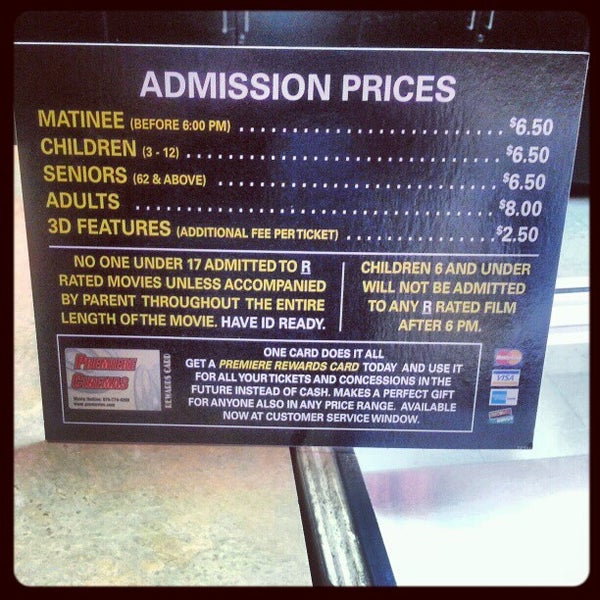 ADMISSION PRICES
MATINEE (BEFORE 6:00 PM) ............................ $6.50
CHILDREN (3 - 12) ............................ $6.50
SENIORS (62 & ABOVE) ............................ $6.50
ADULTS ............................ $8.00
3D FEATURES (ADDITIONAL FEE PER TICKET) .................. $2.50
NO ONE UNDER 17 ADMITTED TO R
RATED MOVIES UNLESS ACCOMPANIED
BY PARENT THROUGHOUT THE ENTIRE
LENGTH OF THE MOVIE. HAVE ID READY.
CHILDREN 6 AND UNDER
WILL NOT BE ADMITTED
TO ANY R RATED FILM
AFTER 6 PM.
PREMIERE
CINEMAS
REWARDS CARD
ONE CARD DOES IT ALL
GET A PREMIERE REWARDS CARD TODAY AND USE IT
FOR ALL YOUR TICKETS AND CONCESSIONS IN THE
FUTURE INSTEAD OF CASH. MAKES A PERFECT GIFT
FOR ANYONE ALSO IN ANY PRICE RANGE. AVAILABLE
NOW AT CUSTOMER SERVICE WINDOW.
MasterCard
VISA